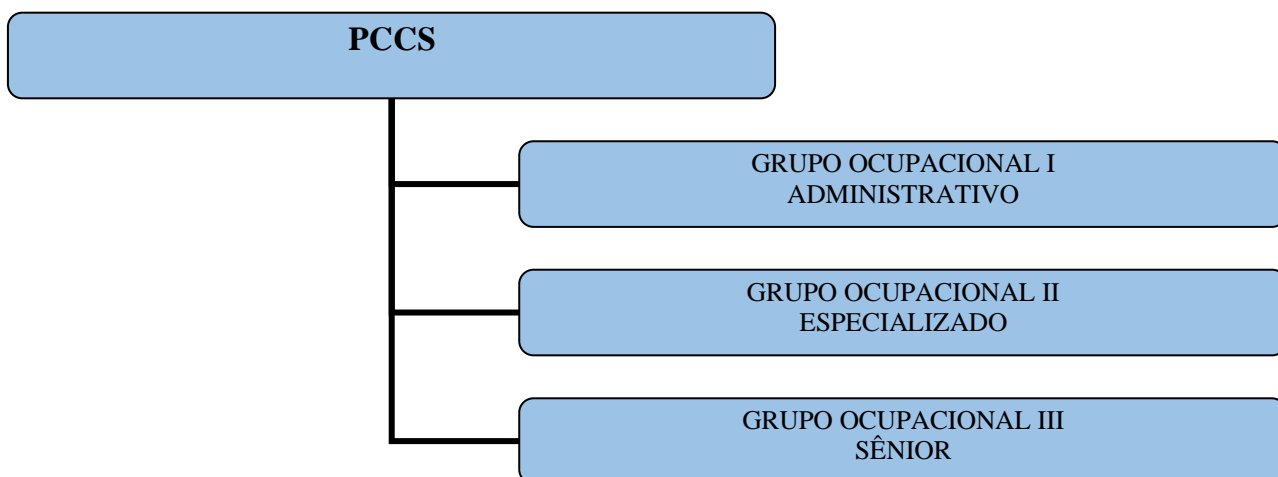 PCCS
GRUPO OCUPACIONAL I
ADMINISTRATIVO
GRUPO OCUPACIONAL II
ESPECIALIZADO
GRUPO OCUPACIONAL III
SÊNIOR